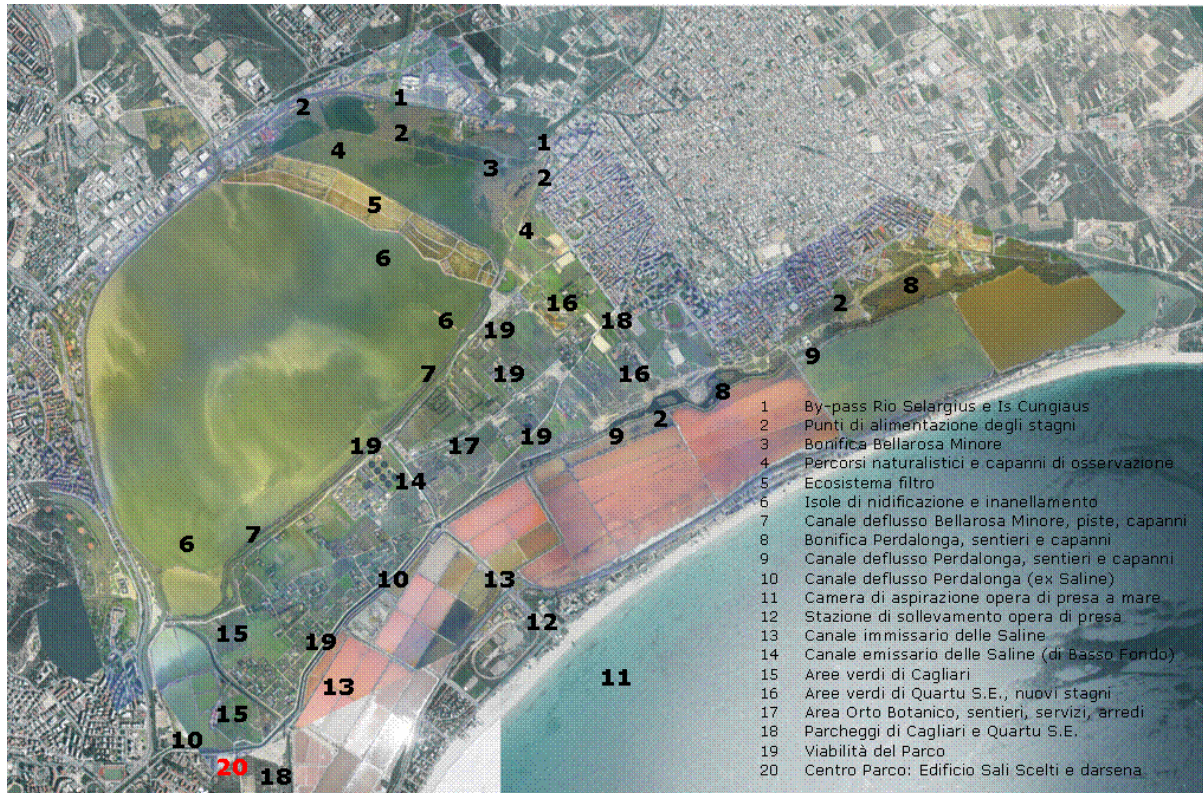 1
2
2
1
4
3
2
5
4
6
8
16
2
6
19
18
9
7
19
16
8
2
19
17
19
9
14
7
6
10
13
12
15
19
11
13
15
10
20
18
1 By-pass Rio Selargius e Is Cungiaus
2 Punti di alimentazione degli stagni
3 Bonifica Bellarosa Minore
4 Percorsi naturalistici e capanni di osservazione
5 Ecosistema filtro
6 Isole di nidificazione e inanellamento
7 Canale deflusso Bellarosa Minore, piste, capanni
8 Bonifica Perdalonga, sentieri e capanni
9 Canale deflusso Perdalonga, sentieri e capanni
10 Canale deflusso Perdalonga (ex Saline)
11 Camera di aspirazione opera di presa a mare
12 Stazione di sollevamento opera di presa
13 Canale immissario delle Saline
14 Canale emissario delle Saline (di Basso Fondo)
15 Aree verdi di Cagliari
16 Aree verdi di Quartu S.E., nuovi stagni
17 Area Orto Botanico, sentieri, servizi, arredi
18 Parcheggi di Cagliari e Quartu S.E.
19 Viabilità del Parco
20 Centro Parco: Edificio Sali Scelti e darsena